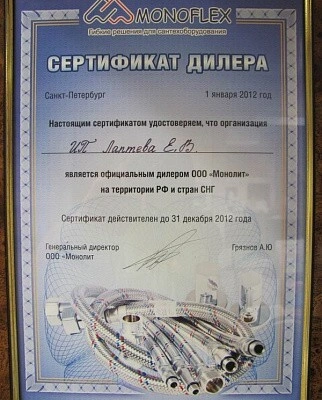 MONOFLEX
Гибкие решения для сантехоборудования
СЕРТИФИКАТ ДИЛЕРА
Санкт-Петербург 1 января 2012 год
Настоящим сертификатом удостоверяем, что организация
ИП Лаптева Е.В.
является официальным дилером ООО «Монолит»
на территории РФ и стран СНГ
Сертификат действителен до 31 декабря 2012 года
Генеральный директор Грязнов А.Ю
ООО «Монолит